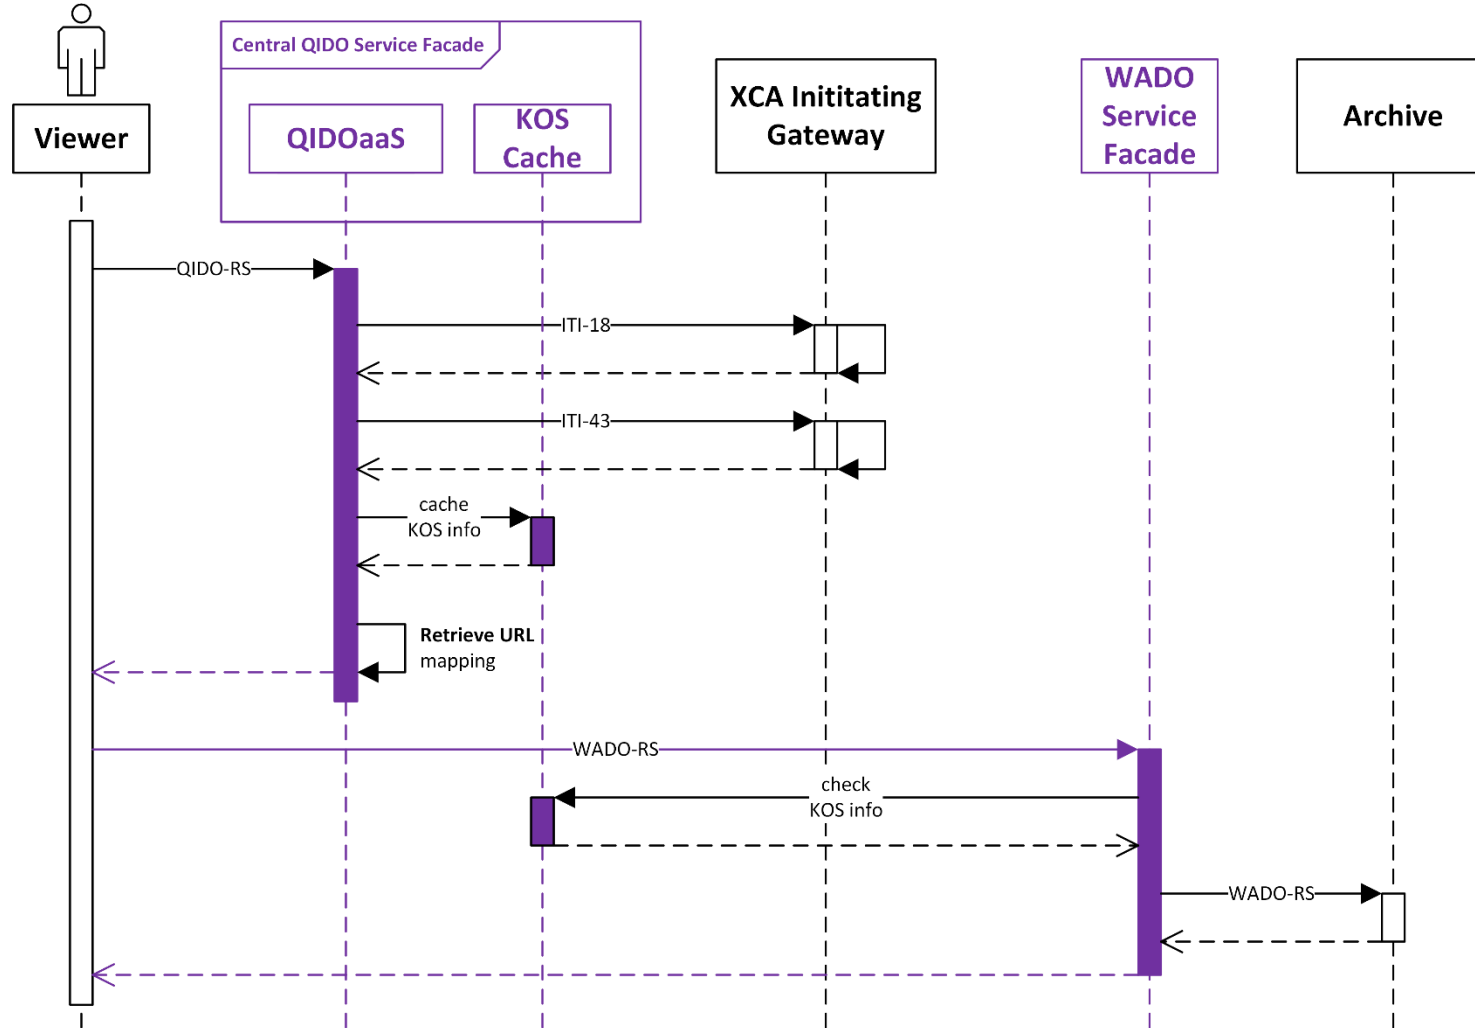 Central QIDO Service Facade
Viewer
QIDOaaS
KOS
Cache
XCA Inititating
Gateway
WADO
Service
Facade
Archive
QIDO-RS
ITI-18
ITI-43
cache
KOS info
Retrieve URL
mapping
WADO-RS
check
KOS info
WADO-RS